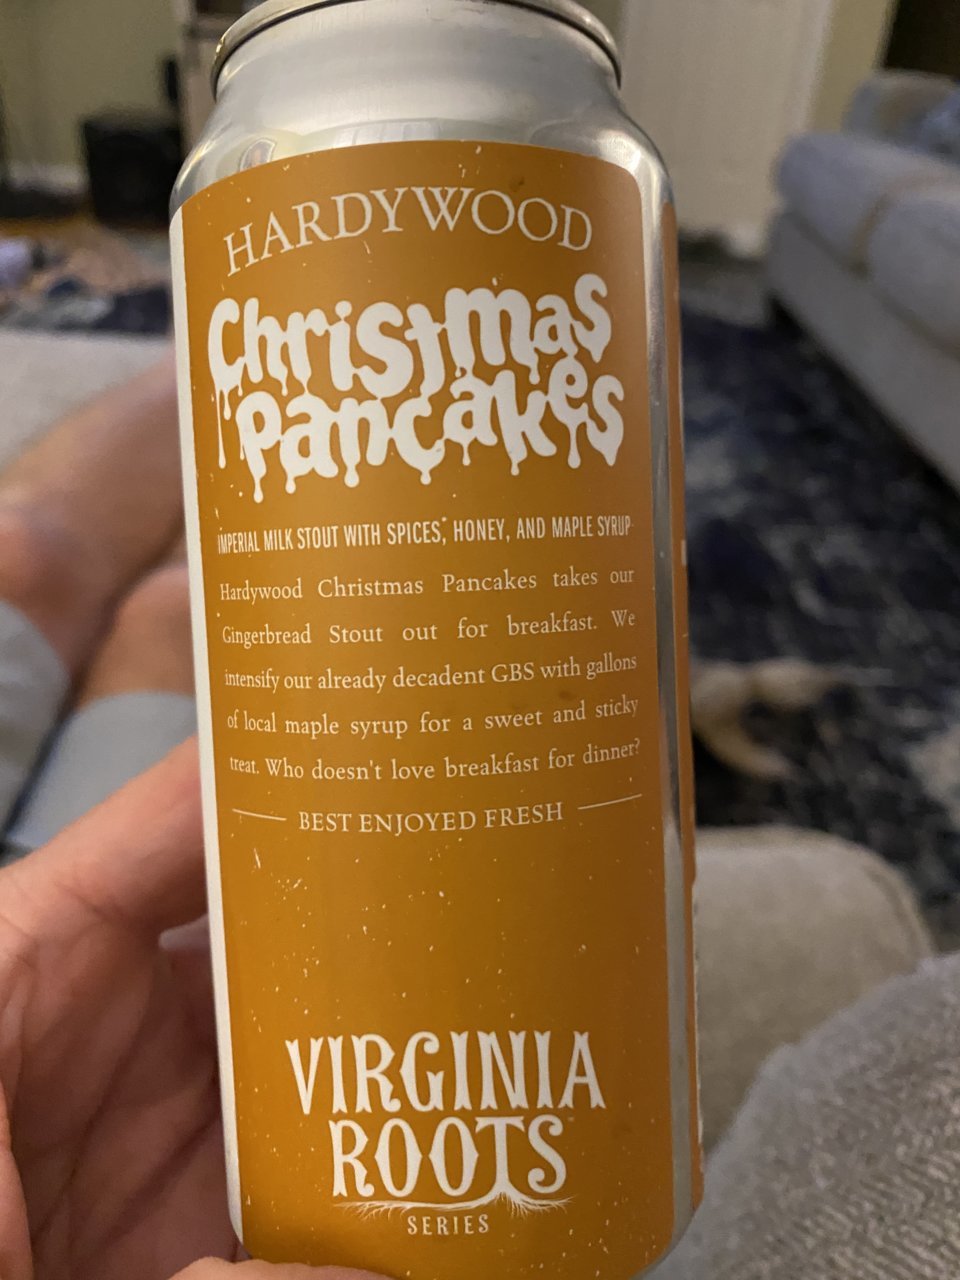 HARDYWOOD
Christmas
Pancakes
IMPERIAL MILK STOUT WITH SPICES, HONEY, AND MAPLE SYRUP
Hardywood Christmas Pancakes takes our
Gingerbread Stout out for breakfast. We
intensify our already decadent GBS with gallons
of local maple syrup for a sweet and sticky
treat. Who doesn't love breakfast for dinner?
BEST ENJOYED FRESH
VIRGINIA
ROOTS
SERIES